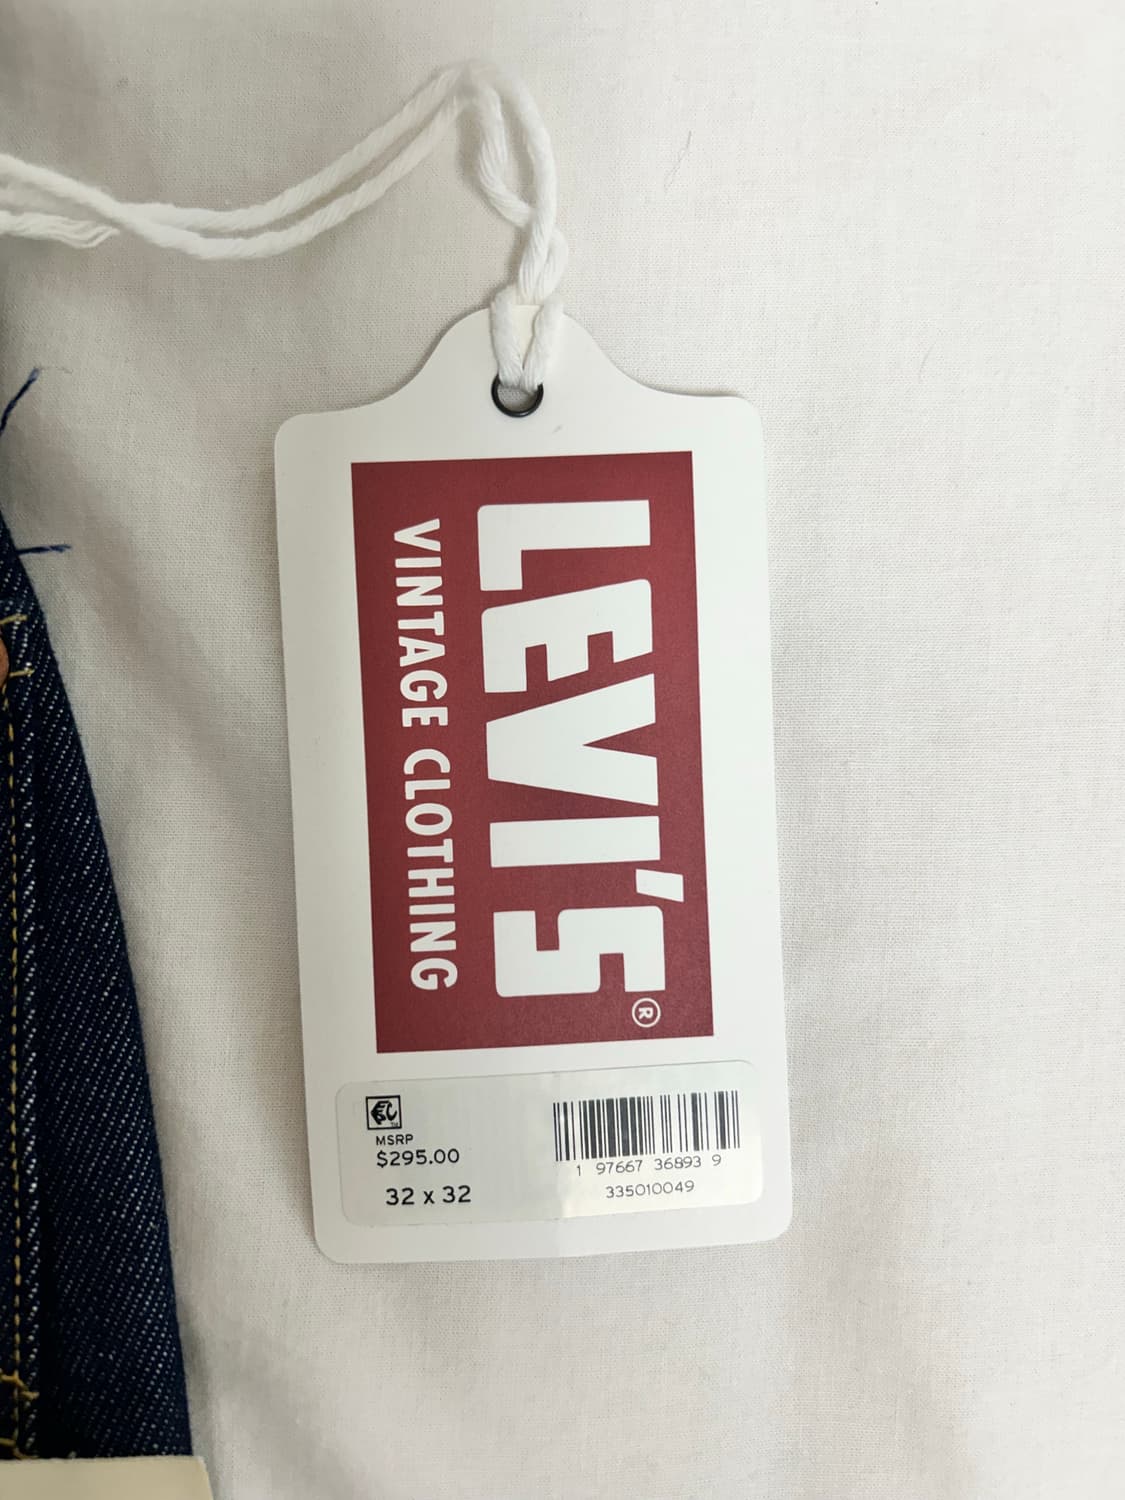 LEVI'S®
VINTAGE CLOTHING
MSRP
$295.00
32 x 32
1 97667 36893 9
335010049